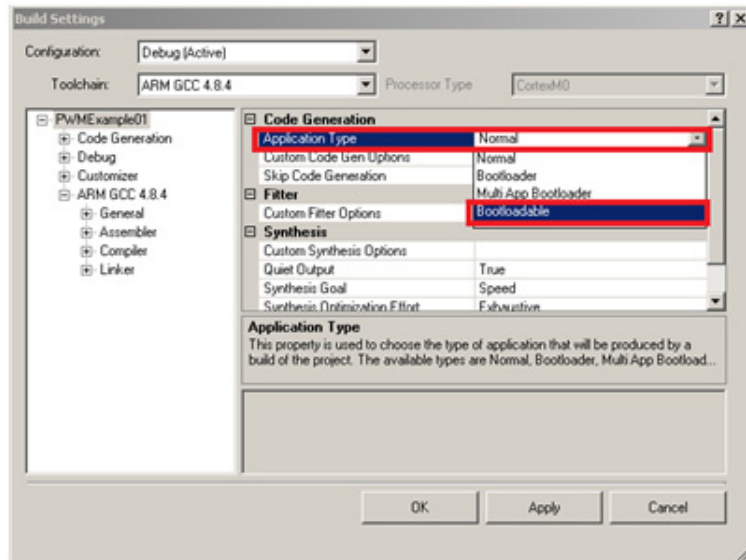 Build Settings
Configuration: Debug (Active)
Toolchain: ARM GCC 4.8.4 Processor Type CortexM0
PWMExample01
Code Generation
Debug
Customizer
ARM GCC 4.8.4
General
Assembler
Compiler
Linker
Code Generation
Application Type Normal
Custom Code Gen Options Normal
Skip Code Generation Bootloader
Fitter Multi App Bootloader
Custom Fitter Options Bootloadable
Synthesis
Custom Synthesis Options
Quiet Output True
Synthesis Goal Speed
Synthesis Optimization Effort Exhaustive
Application Type
This property is used to choose the type of application that will be produced by a
build of the project. The available types are Normal, Bootloader, Multi App Bootload...
OK Apply Cancel